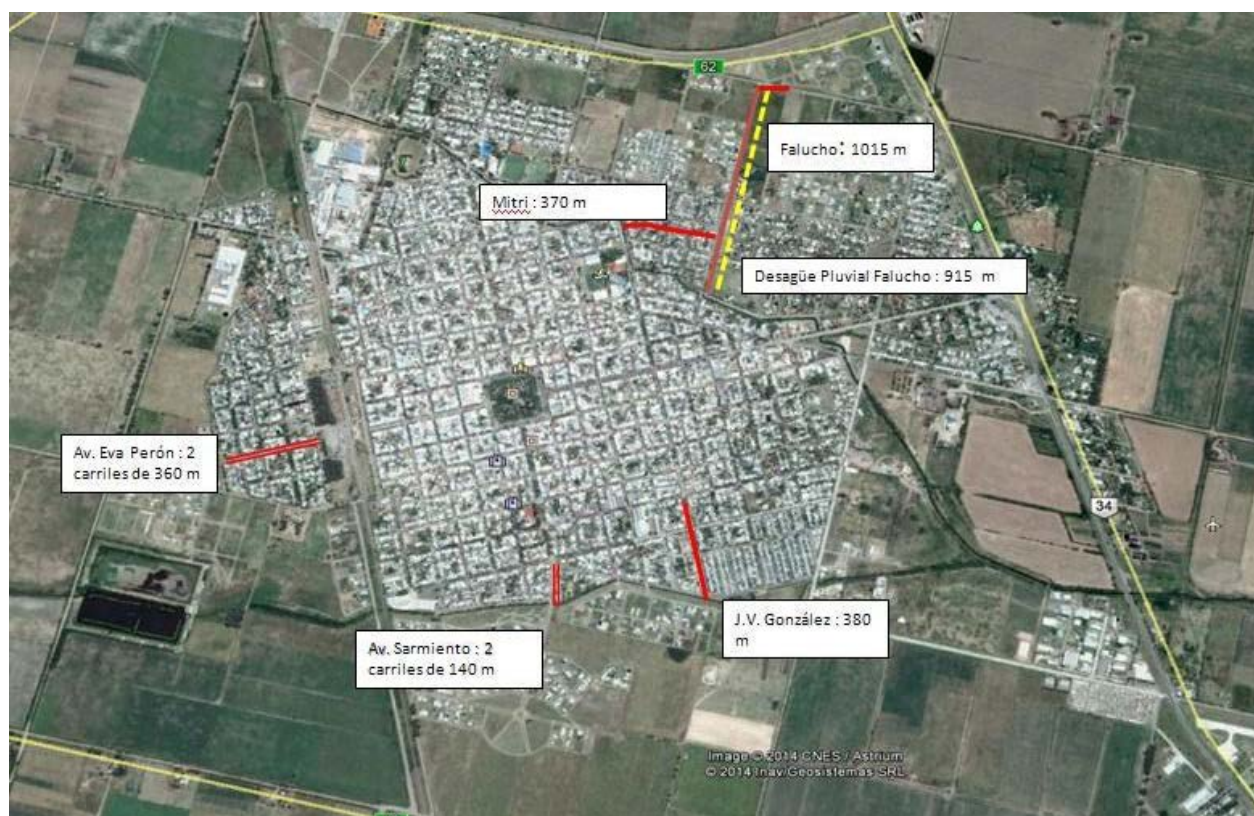 62
Falucho: 1015 m
Mitri : 370 m
Desagüe Pluvial Falucho : 915 m
Av. Eva Perón : 2
carriles de 360 m
34
J.V. González : 380
m
Av. Sarmiento : 2
carriles de 140 m
Image © 2014 CNES / Astrium
© 2014 Inav/Geosistemas SRL